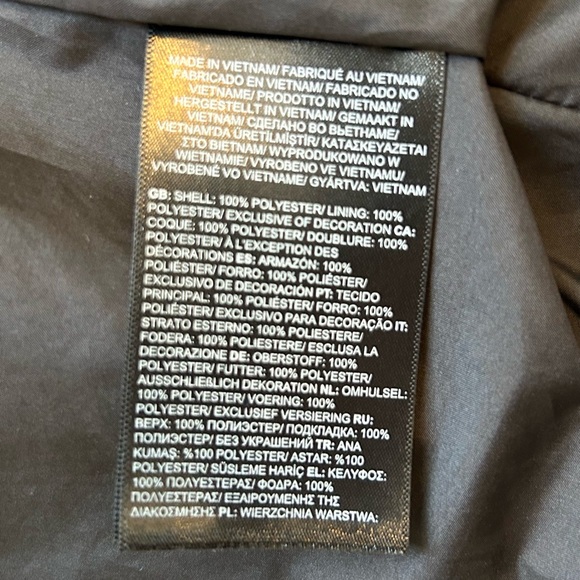 MADE IN VIETNAM/ FABRIQUÉ AU VIETNAM/
FABRICADO EN VIETNAM/ FABRICADO NO
VIETNAME/ PRODOTTO IN VIETNAM/
HERGESTELLT IN VIETNAM/ GEMAAKT IN
VIETNAM/ СДЕЛАНО ВО ВЬЕТНАМЕ/
VIETNAM'DA ÜRETILMIŞTIR/ ΚΑΤΑΣΚΕΥΑΖΕΤΑΙ
ΣΤΟ ΒΙΕΤΝΑΜ/ WYPRODUKOWANO W
WIETNAMIE/ VYROBENO VE VIETNAMU/
VYROBENÉ VO VIETNAME/ GYÁRTVA: VIETNAM
GB: SHELL: 100% POLYESTER/ LINING: 100%
POLYESTER/ EXCLUSIVE OF DECORATION CA:
COQUE: 100% POLYESTER/ DOUBLURE: 100%
POLYESTER/ À L'EXCEPTION DES
DÉCORATIONS ES: ARMAZÓN: 100%
POLIÉSTER/ FORRO: 100% POLIÉSTER/
EXCLUSIVO DE DECORACIÓN PT: TECIDO
PRINCIPAL: 100% POLIÉSTER/ FORRO: 100%
POLIÉSTER/ EXCLUSIVO PARA DECORAÇÃO IT:
STRATO ESTERNO: 100% POLIESTERE/
FODERA: 100% POLIESTERE/ ESCLUSA LA
DECORAZIONE DE: OBERSTOFF: 100%
POLYESTER/ FUTTER: 100% POLYESTER/
AUSSCHLIEßLICH DEKORATION NL: OMHULSEL:
100% POLYESTER/ VOERING: 100%
POLYESTER/ EXCLUSIEF VERSIERING RU:
ВЕРХ: 100% ПОЛИЭСТЕР/ ПОДКЛАДКА: 100%
ПОЛИЭСТЕР/ БЕЗ УКРАШЕНИЙ TR: ANA
KUMAŞ: %100 POLYESTER/ ASTAR: %100
POLYESTER/ SÜSLEME HARİÇ EL: ΚΕΛΥΦΟΣ:
100% ΠΟΛΥΕΣΤΕΡΑΣ/ ΦΟΔΡΑ: 100%
ΠΟΛΥΕΣΤΕΡΑΣ/ ΕΞΑΙΡΟΥΜΕΝΗΣ ΤΗΣ
ΔΙΑΚΟΣΜΗΣΗΣ PL: WIERZCHNIA WARSTWA: